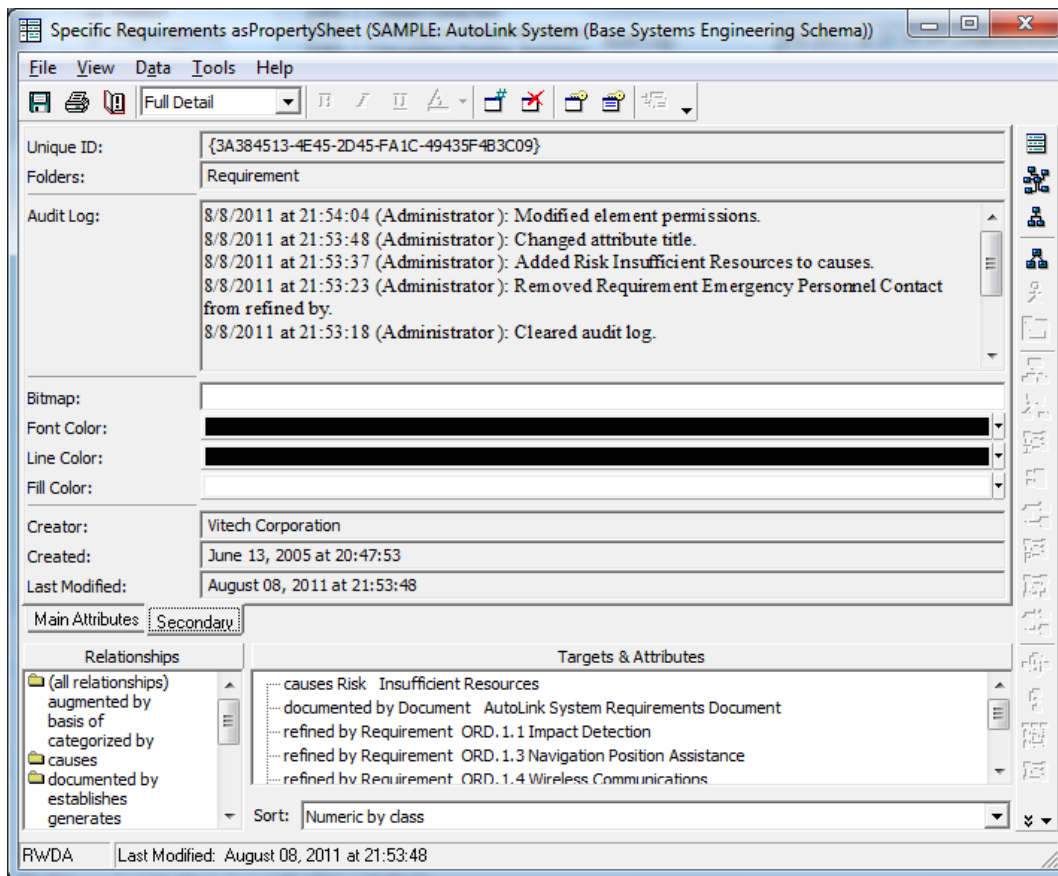 Specific Requirements asPropertySheet (SAMPLE: AutoLink System (Base Systems Engineering Schema))
File View Data Tools Help
Full Detail B I U A
Unique ID: {3A384513-4E45-2D45-FA1C-49435F4B3C09}
Folders: Requirement
Audit Log: 8/8/2011 at 21:54:04 (Administrator): Modified element permissions.
8/8/2011 at 21:53:48 (Administrator): Changed attribute title.
8/8/2011 at 21:53:37 (Administrator): Added Risk Insufficient Resources to causes.
8/8/2011 at 21:53:23 (Administrator): Removed Requirement Emergency Personnel Contact
from refined by.
8/8/2011 at 21:53:18 (Administrator): Cleared audit log.
Bitmap:
Font Color:
Line Color:
Fill Color:
Creator: Vitech Corporation
Created: June 13, 2005 at 20:47:53
Last Modified: August 08, 2011 at 21:53:48
Main Attributes Secondary
Relationships Targets & Attributes
(all relationships)
augmented by
basis of
categorized by
causes
documented by
establishes
generates
causes Risk Insufficient Resources
documented by Document AutoLink System Requirements Document
refined by Requirement ORD.1.1 Impact Detection
refined by Requirement ORD.1.3 Navigation Position Assistance
refined by Requirement ORD.1.4 Wireless Communications
Sort: Numeric by class
RWDA Last Modified: August 08, 2011 at 21:53:48